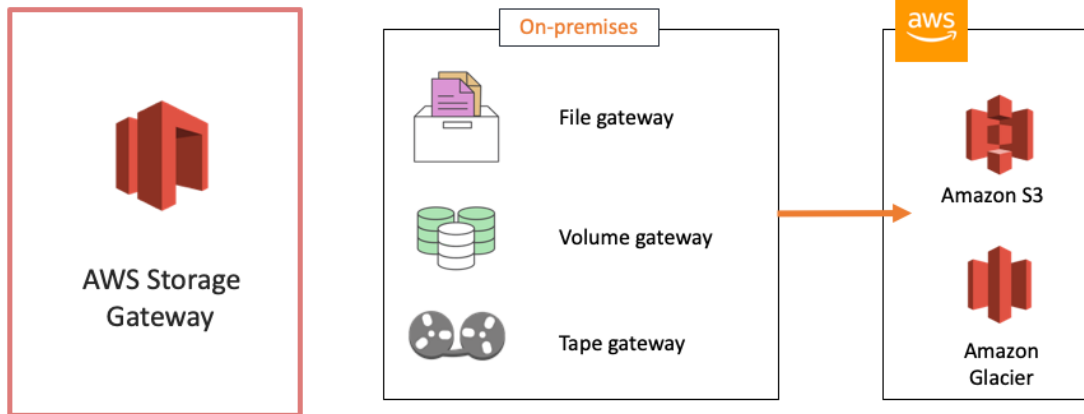 AWS Storage
Gateway
On-premises
File gateway
Volume gateway
Tape gateway
aws
Amazon S3
Amazon
Glacier